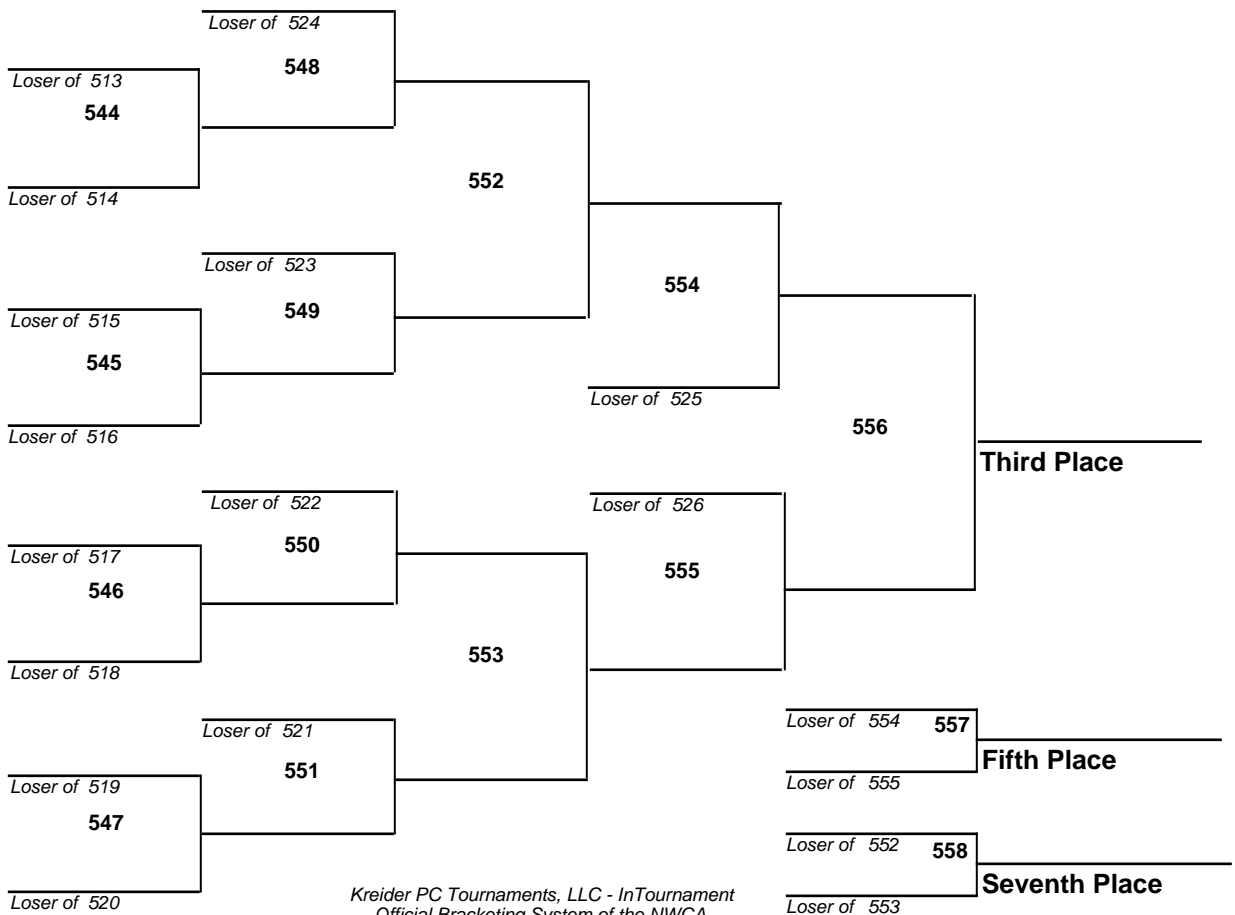 Loser of 524
548
Loser of 513
544
Loser of 514
552
Loser of 523
549
554
Loser of 515
545
Loser of 525
Loser of 516
556
Third Place
Loser of 522
550
Loser of 526
Loser of 517
546
555
Loser of 518
553
Loser of 521
551
Loser of 554 557
Fifth Place
Loser of 519
547
Loser of 555
Loser of 552 558
Seventh Place
Loser of 520
Loser of 553
Kreider PC Tournaments, LLC - InTournament
Official Bracketing System of the NWCA